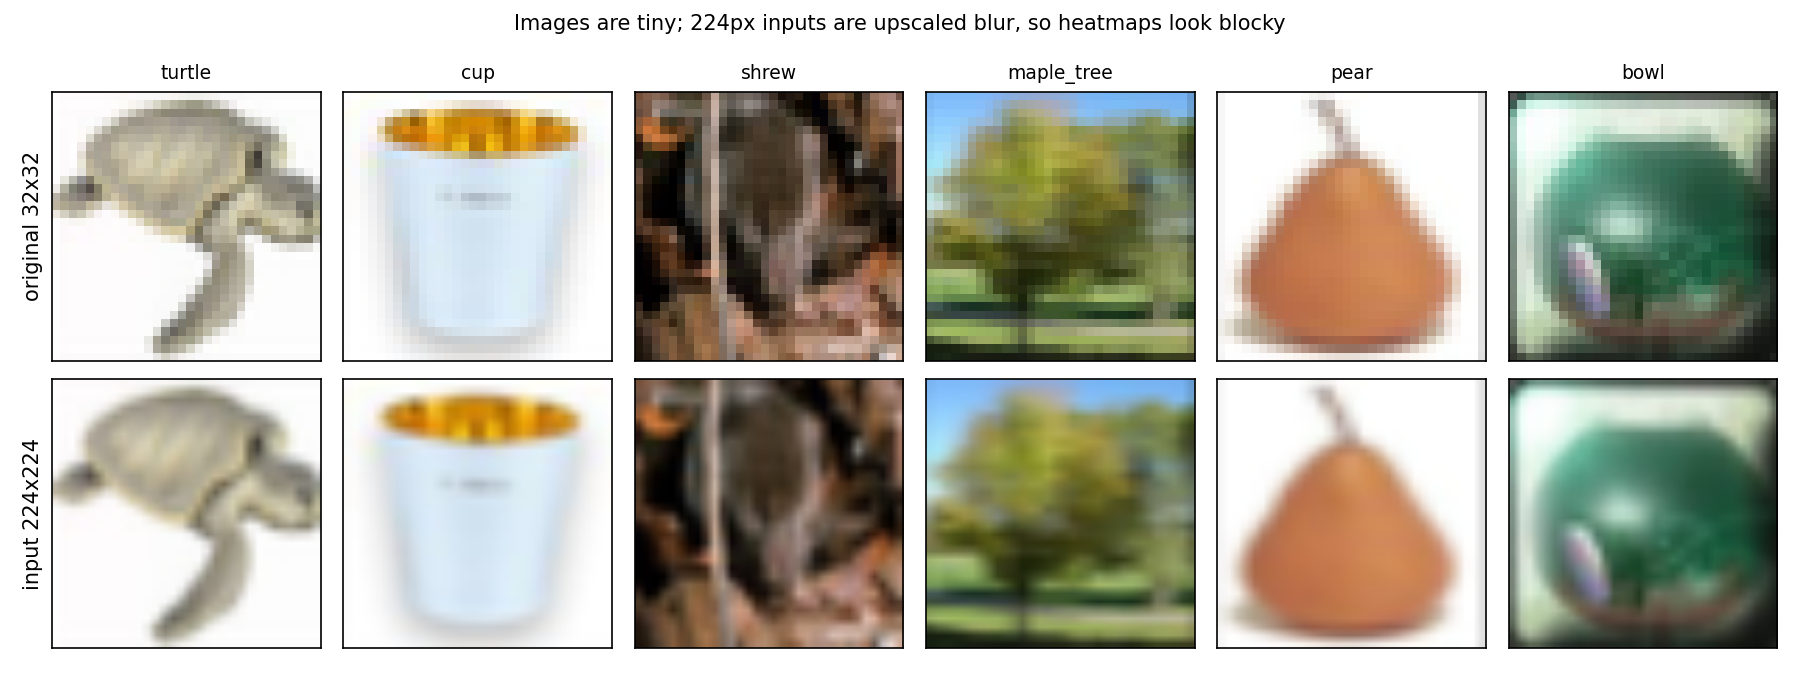 Images are tiny; 224px inputs are upscaled blur, so heatmaps look blocky
turtle cup shrew maple_tree pear bowl
original 32x32
input 224x224